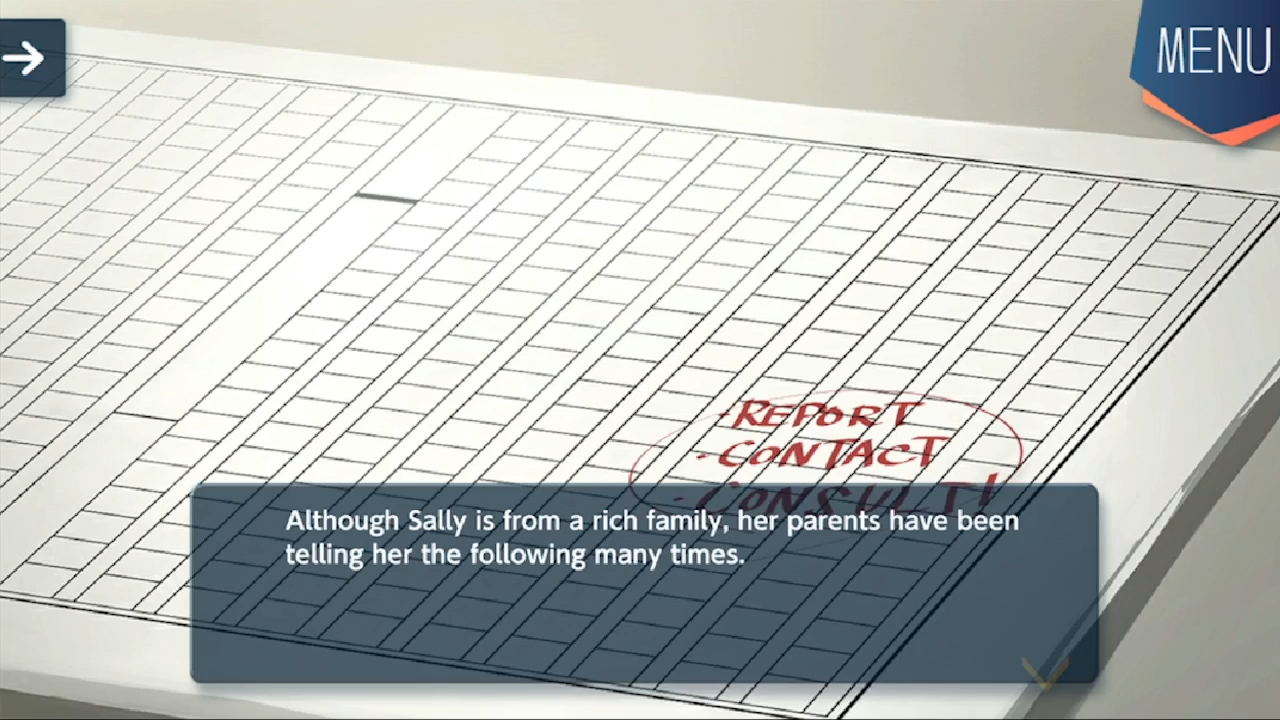 MENU
·REPORT
·CONTACT
·CONSULT!
Although Sally is from a rich family, her parents have been
telling her the following many times.